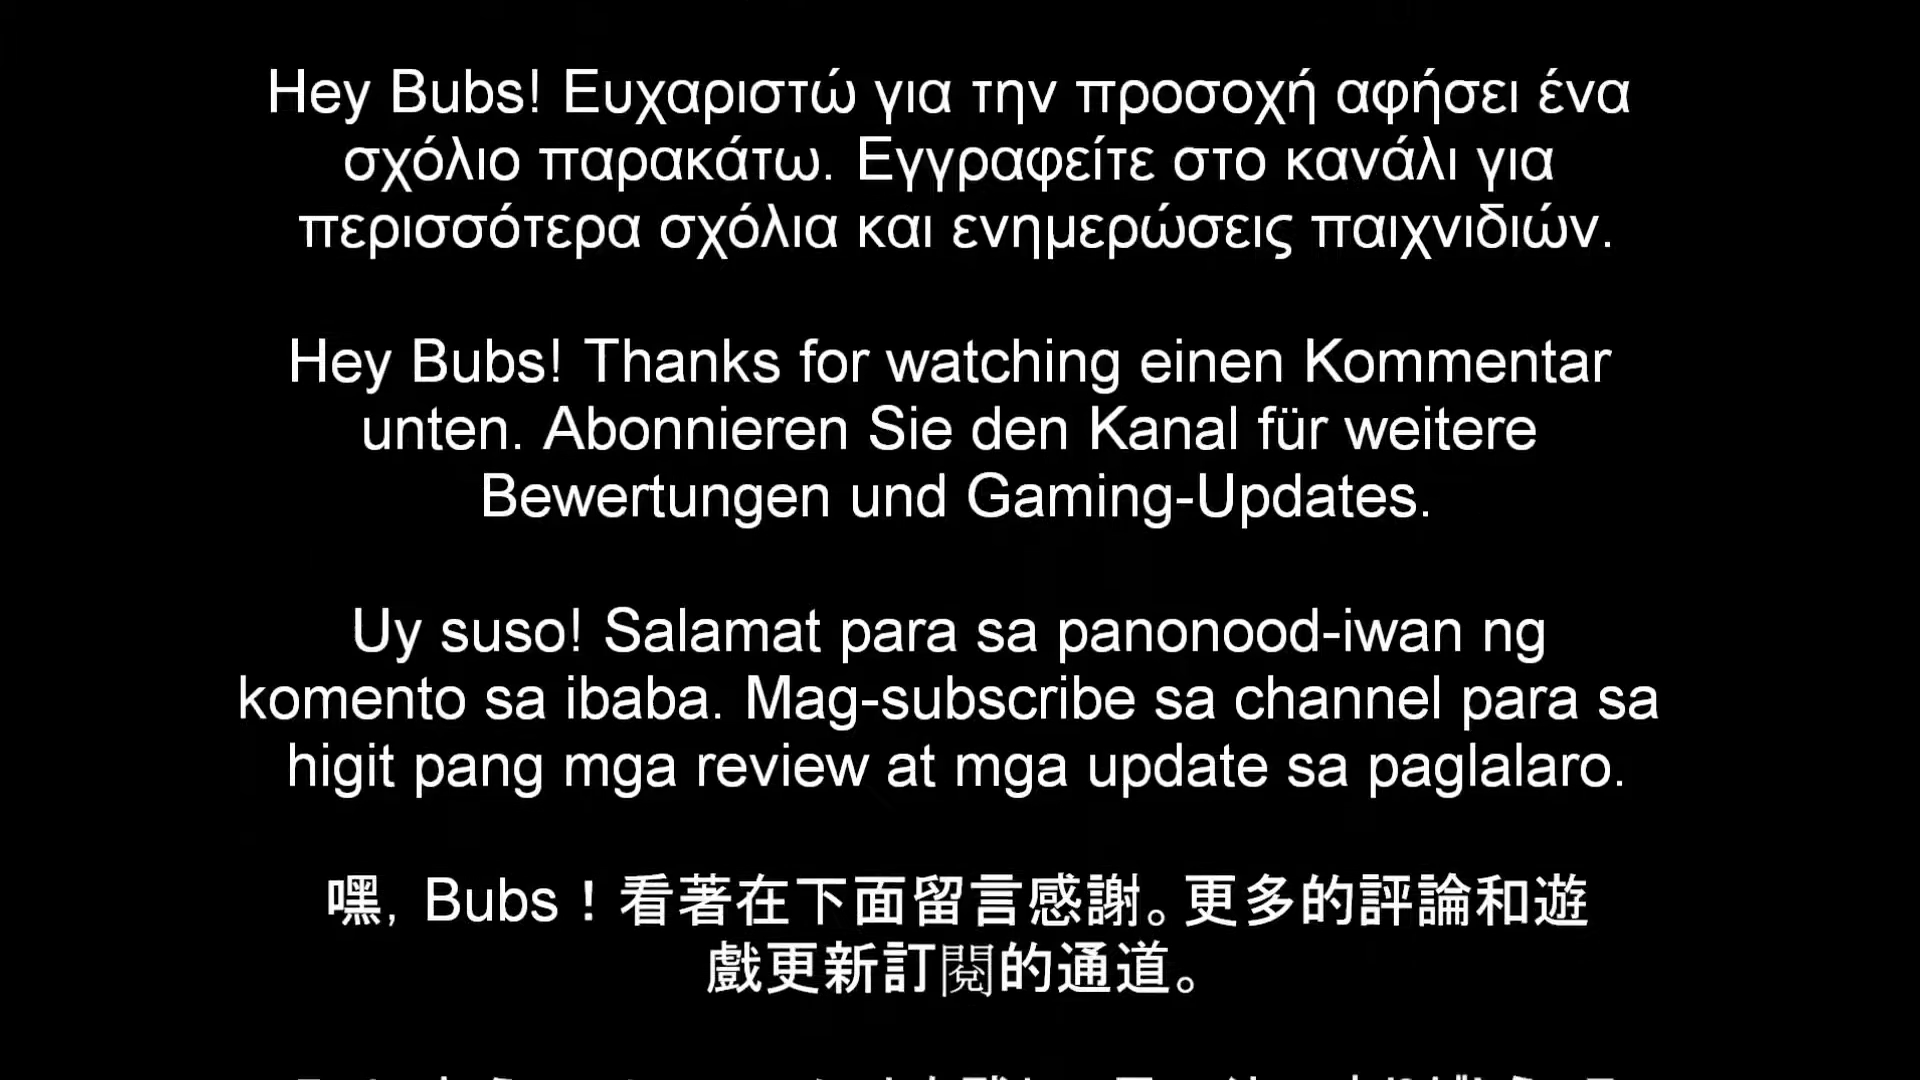 Hey Bubs! Ευχαριστώ για την προσοχή αφήσει ένα
σχόλιο παρακάτω. Εγγραφείτε στο κανάλι για
περισσότερα σχόλια και ενημερώσεις παιχνιδιών.
Hey Bubs! Thanks for watching einen Kommentar
unten. Abonnieren Sie den Kanal für weitere
Bewertungen und Gaming-Updates.
Uy suso! Salamat para sa panonood-iwan ng
komento sa ibaba. Mag-subscribe sa channel para sa
higit pang mga review at mga update sa paglalaro.
嘿，Bubs！看著在下面留言感謝。更多的評論和遊
戲更新訂閱的通道。